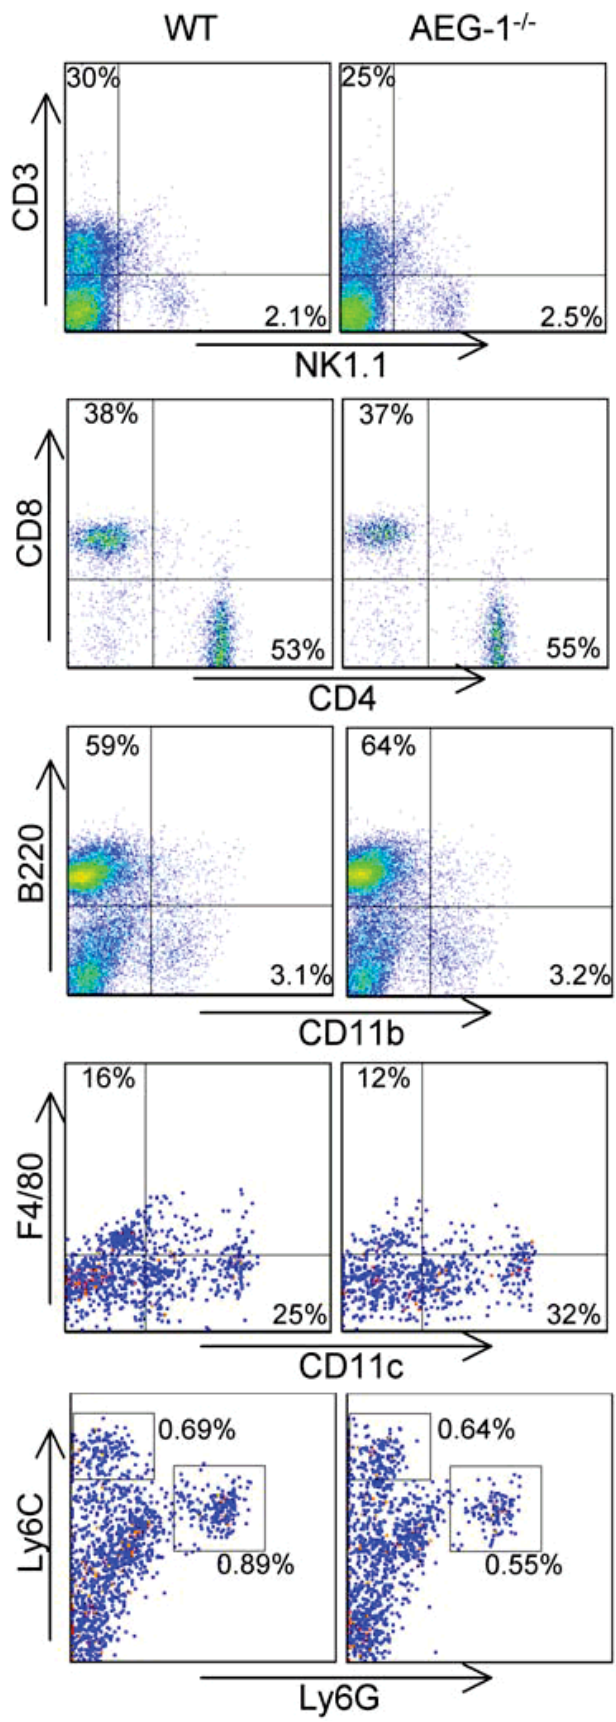 WT AEG-1-/-
30% 25%
CD3
2.1% 2.5%
NK1.1
38% 37%
CD8
53% 55%
CD4
59% 64%
B220
3.1% 3.2%
CD11b
16% 12%
F4/80
25% 32%
CD11c
0.69% 0.64%
Ly6C
0.89% 0.55%
Ly6G